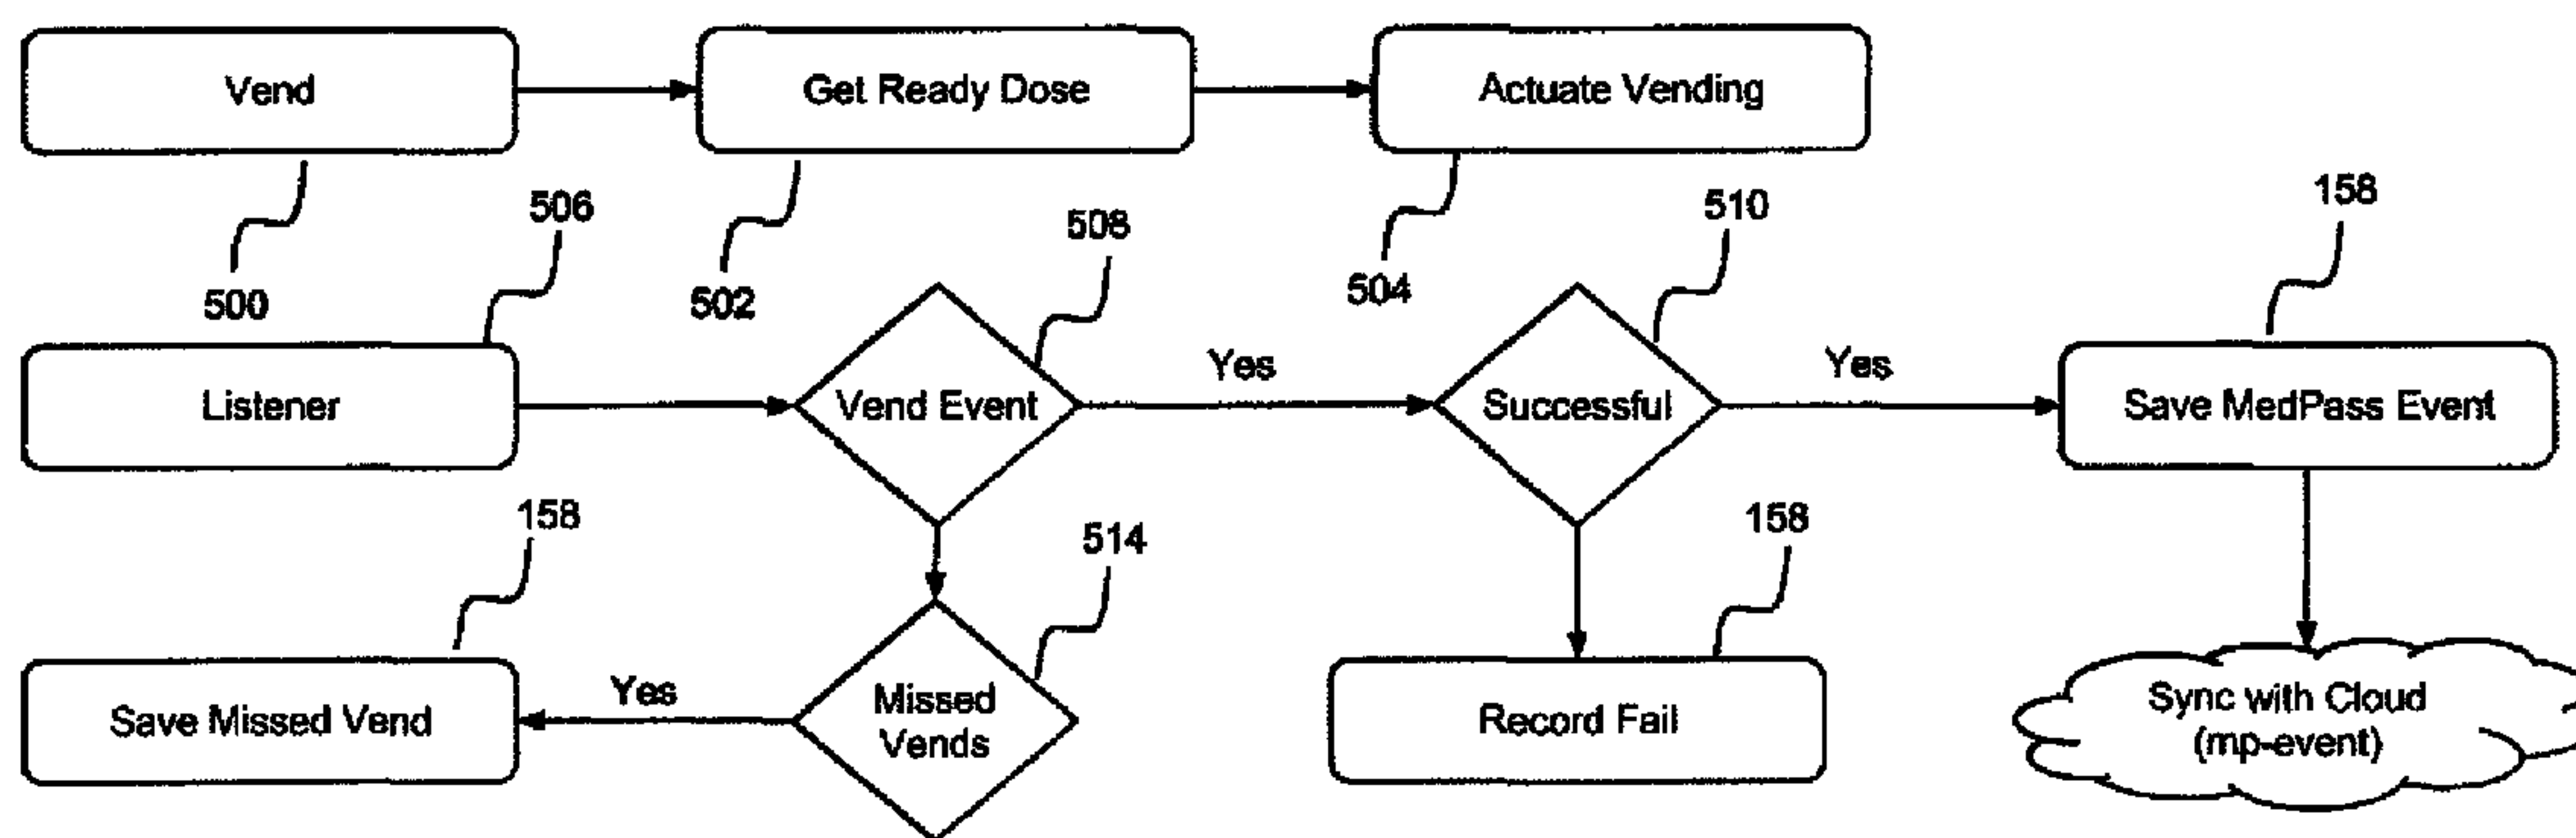 Vend
Get Ready Dose
Actuate Vending
500
502
504
506
508
510
158
Listener
Vend Event
Yes
Successful
Yes
Save MedPass Event
158
514
158
Save Missed Vend
Yes
Missed
Vends
Record Fail
Sync with Cloud
(mp-event)